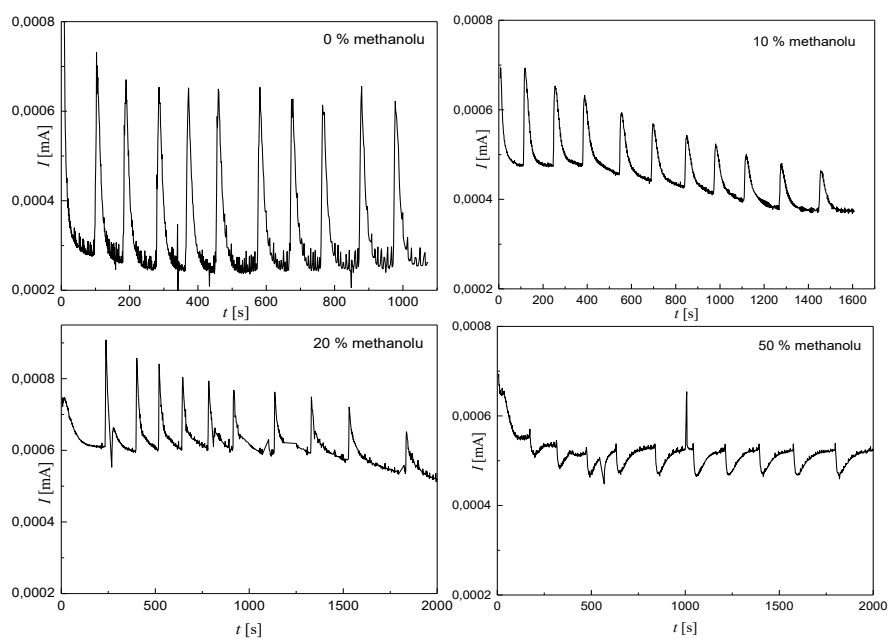 0,0008
0 % methanolu
0,0006
I [mA]
0,0004
0,0002
0 200 400 600 800 1000
t [s]
0,0008
10 % methanolu
0,0006
I [mA]
0,0004
0,0002
0 200 400 600 800 1000 1200 1400 1600
t [s]
20 % methanolu
0,0008
0,0006
I [mA]
0,0004
0,0002
0 500 1000 1500 2000
t [s]
0,0008
50 % methanolu
0,0006
I [mA]
0,0004
0,0002
0 500 1000 1500 2000
t [s]